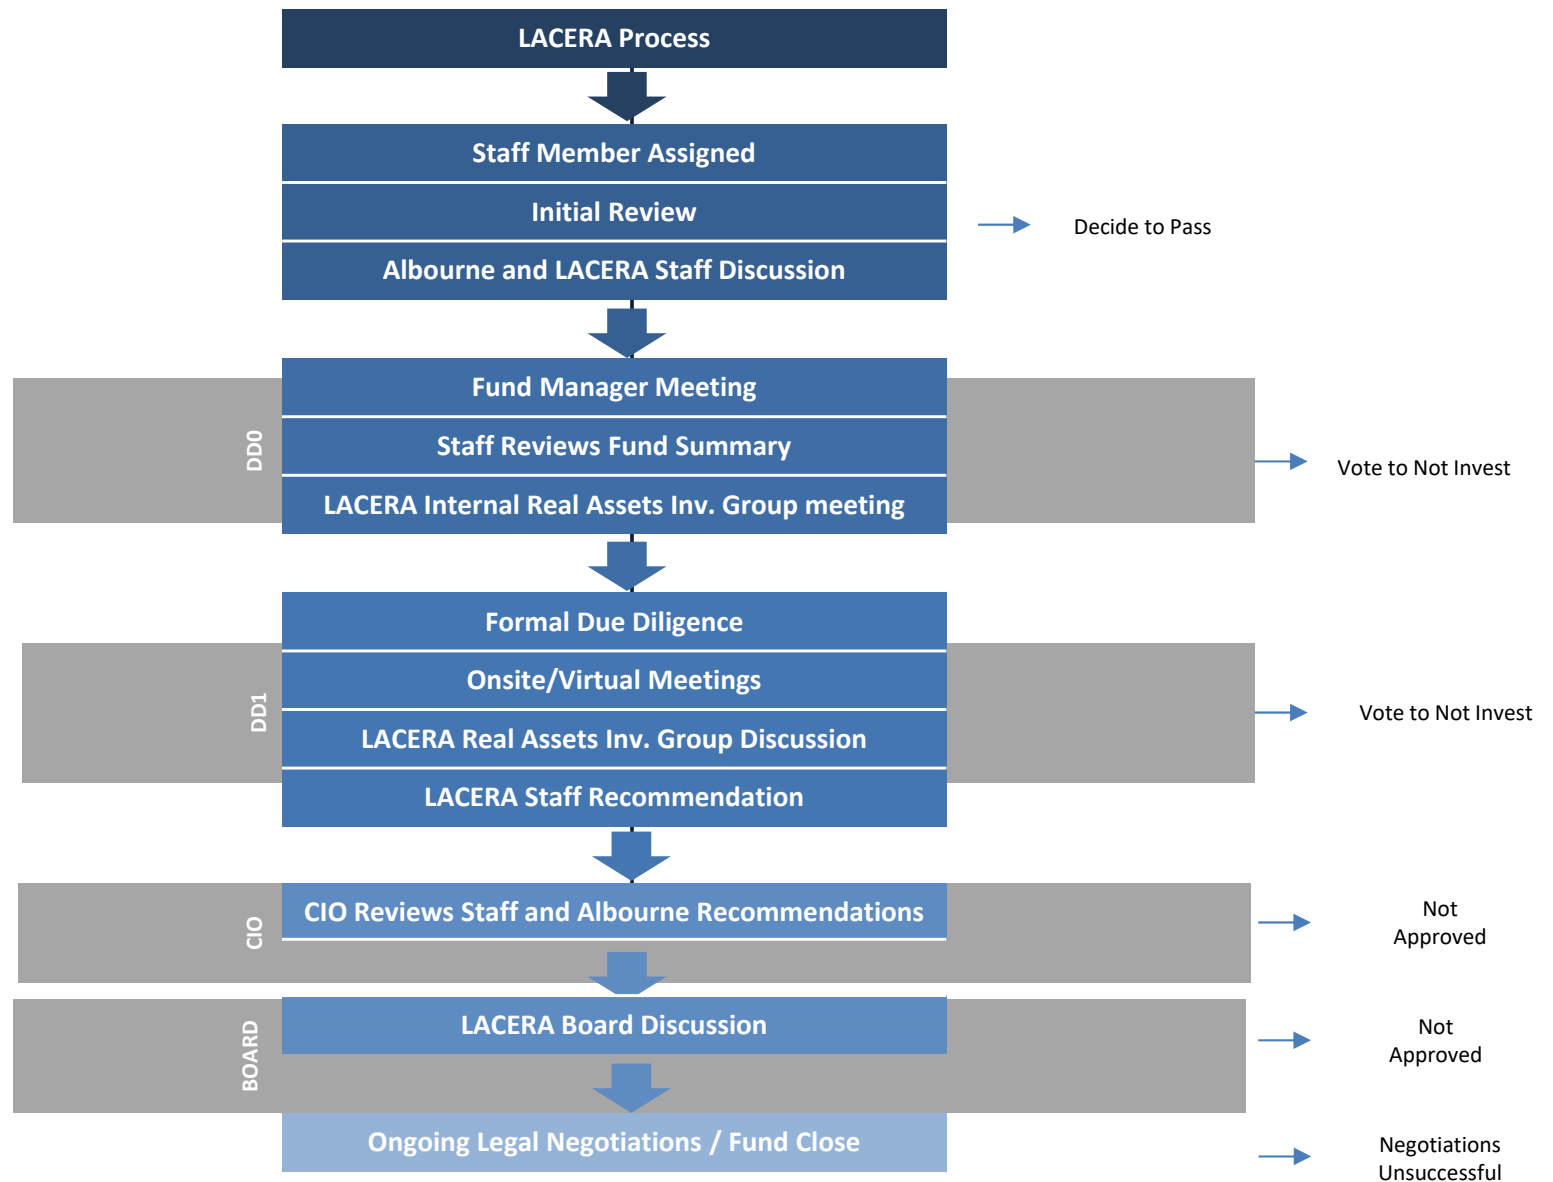 LACERA Process
Staff Member Assigned
Initial Review
Decide to Pass
Albourne and LACERA Staff Discussion
Fund Manager Meeting
DD0
Staff Reviews Fund Summary
Vote to Not Invest
LACERA Internal Real Assets Inv. Group meeting
Formal Due Diligence
Onsite/Virtual Meetings
DD1
LACERA Real Assets Inv. Group Discussion
Vote to Not Invest
LACERA Staff Recommendation
CIO
CIO Reviews Staff and Albourne Recommendations
Not
Approved
BOARD
LACERA Board Discussion
Not
Approved
Ongoing Legal Negotiations / Fund Close
Negotiations
Unsuccessful